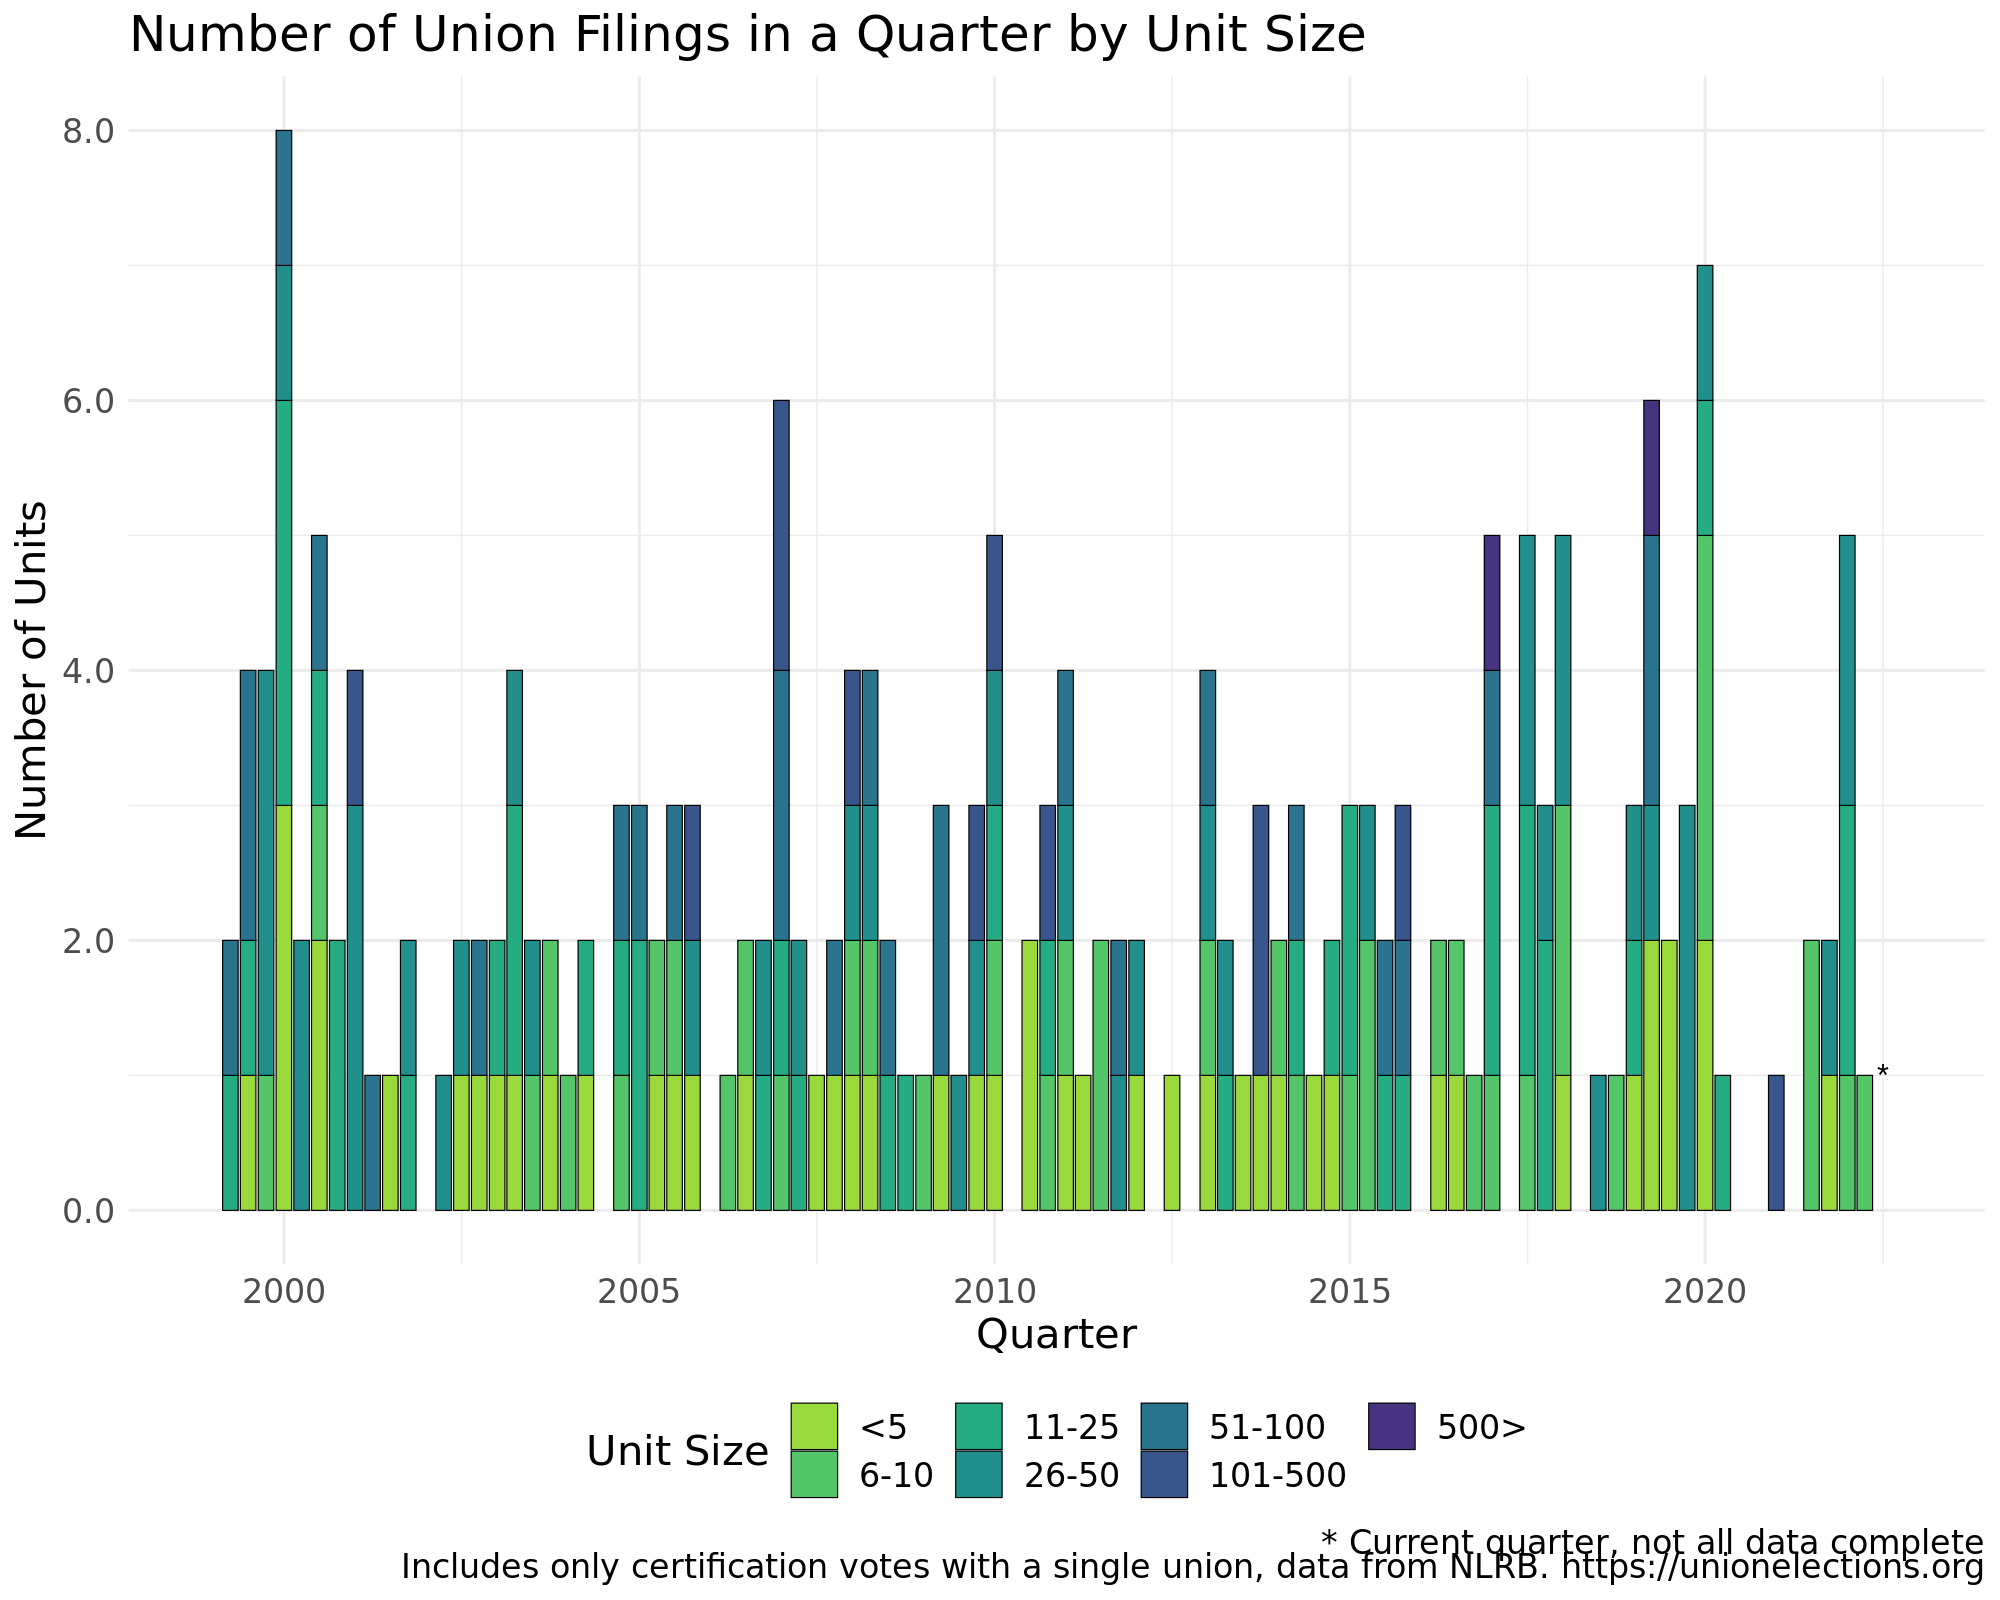 Number of Union Filings in a Quarter by Unit Size
Number of Units
8.0
6.0
4.0
2.0
0.0
*
2000 2005 2010 2015 2020
Quarter
Unit Size
<5 11-25 51-100 500>
6-10 26-50 101-500
* Current quarter, not all data complete
Includes only certification votes with a single union, data from NLRB. https://unionelections.org